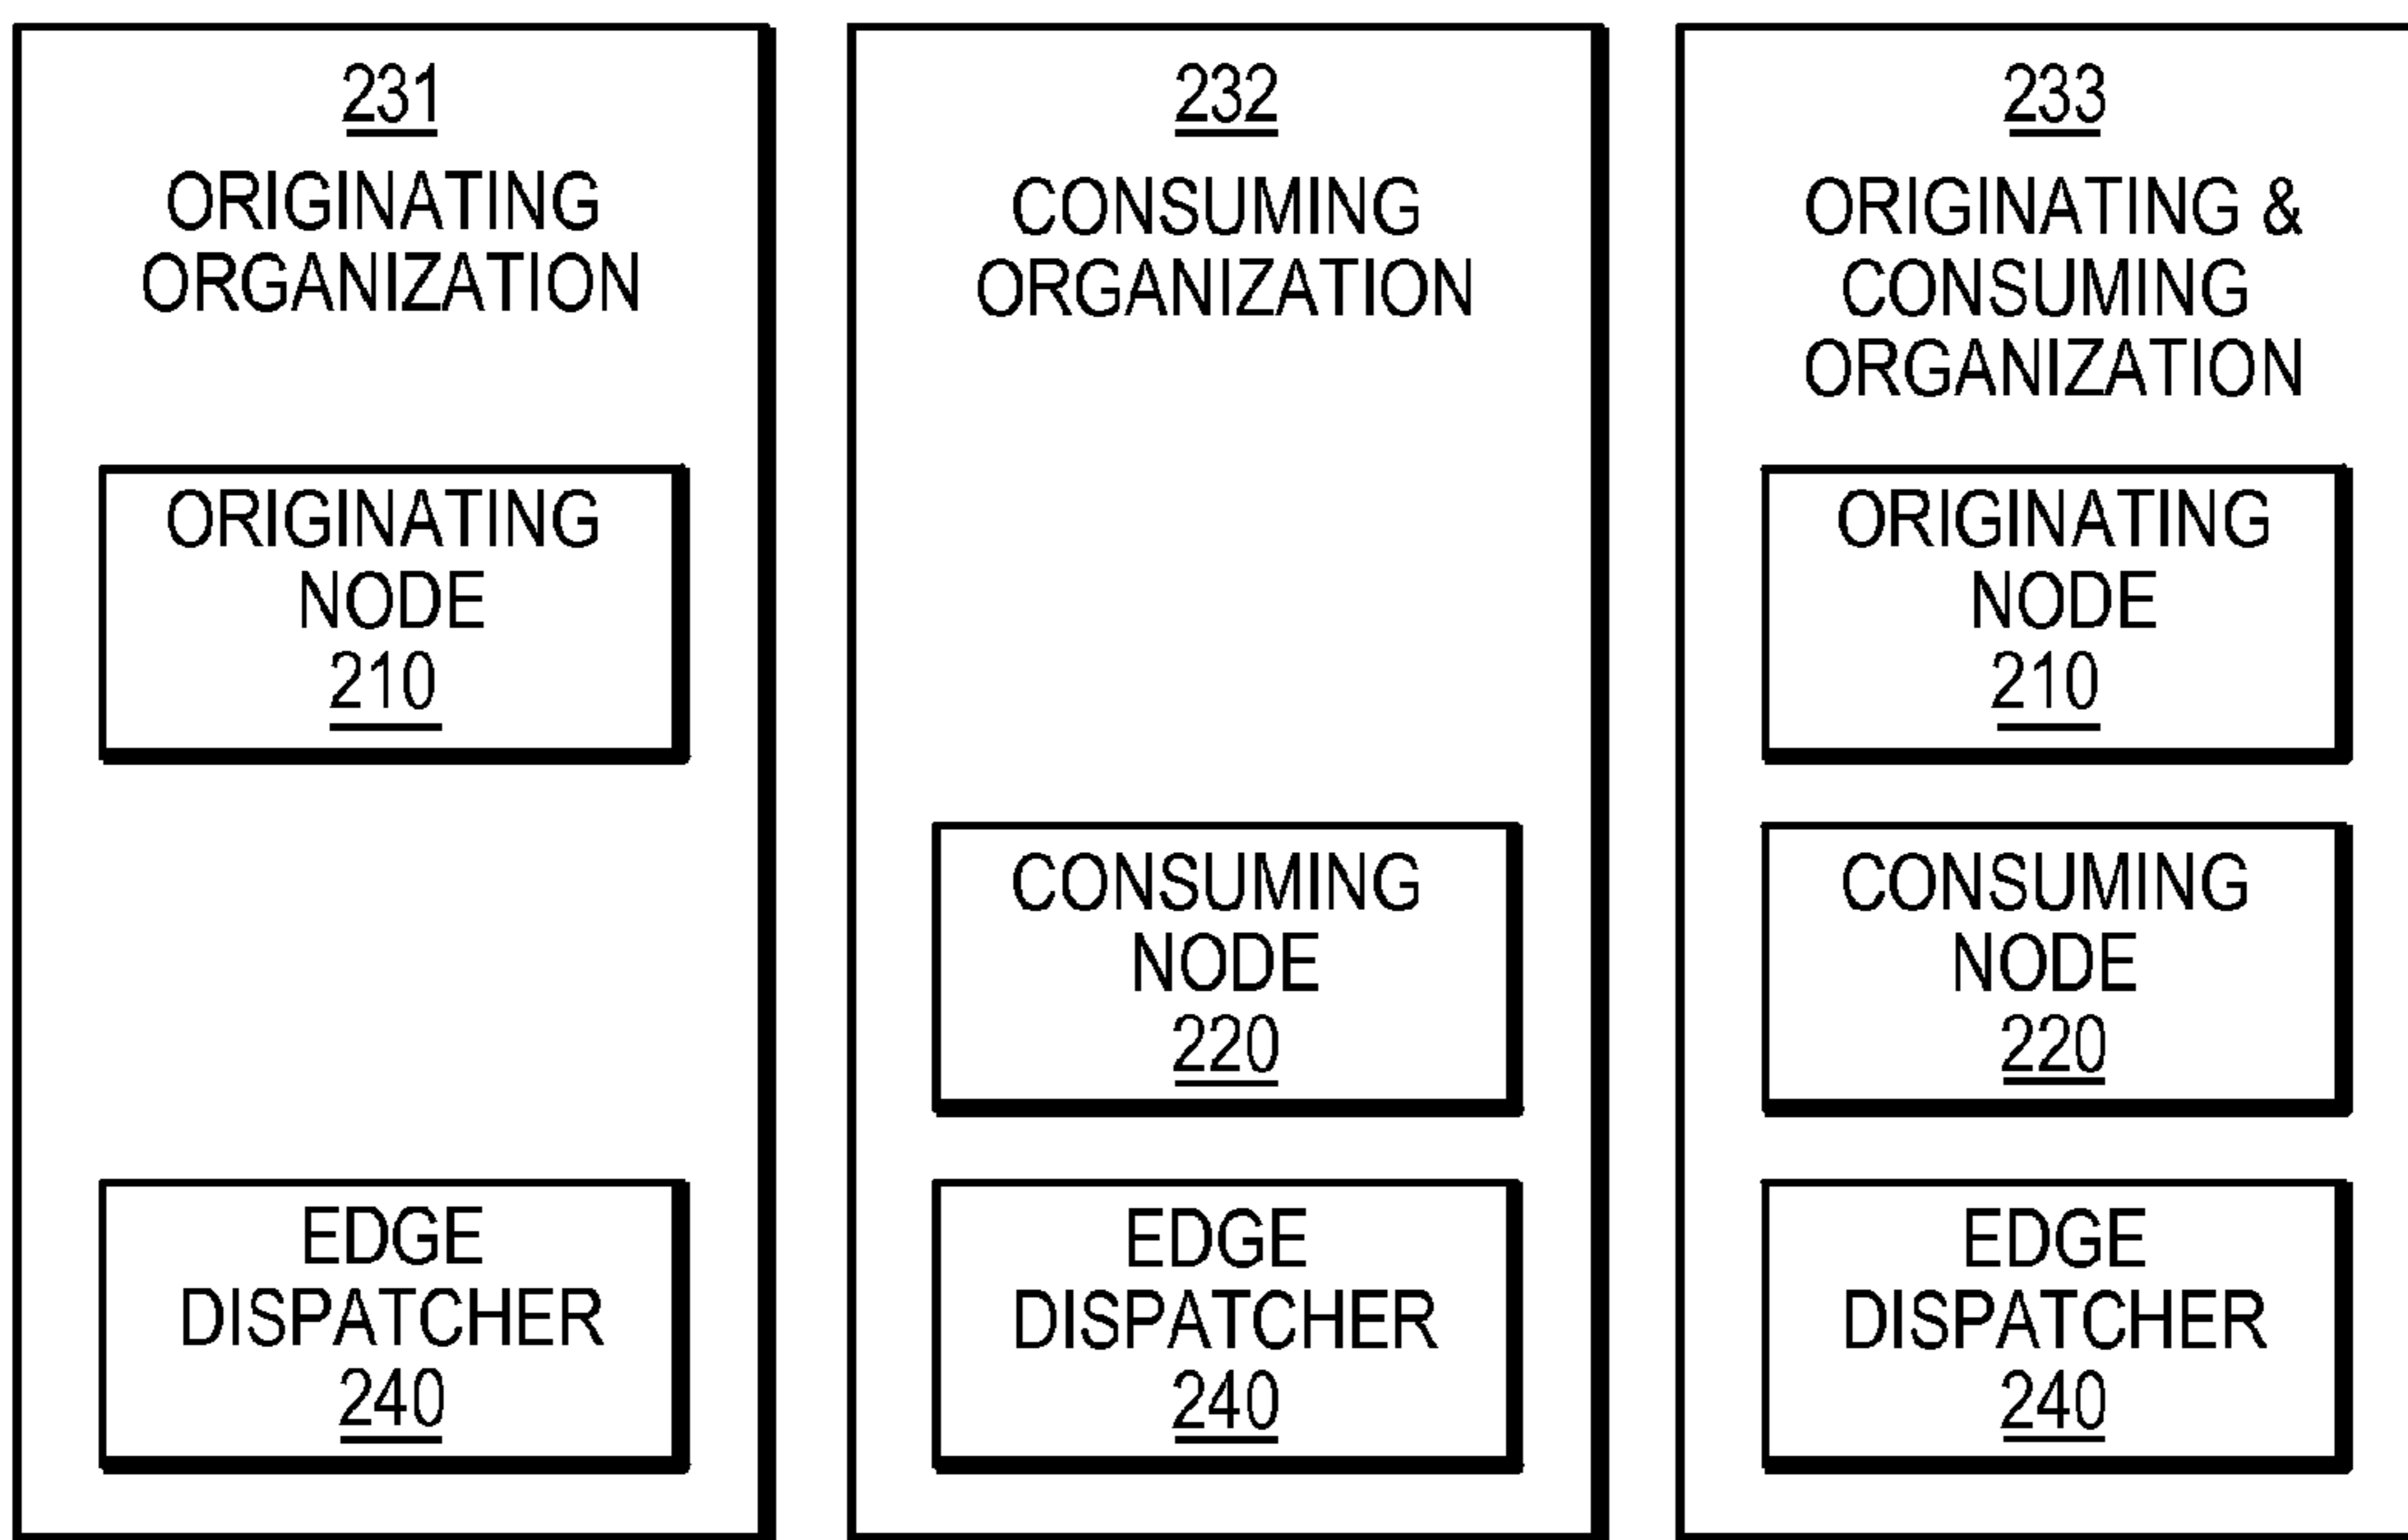 231
ORIGINATING
ORGANIZATION
ORIGINATING
NODE
210
EDGE
DISPATCHER
240
232
CONSUMING
ORGANIZATION
CONSUMING
NODE
220
EDGE
DISPATCHER
240
233
ORIGINATING &
CONSUMING
ORGANIZATION
ORIGINATING
NODE
210
CONSUMING
NODE
220
EDGE
DISPATCHER
240